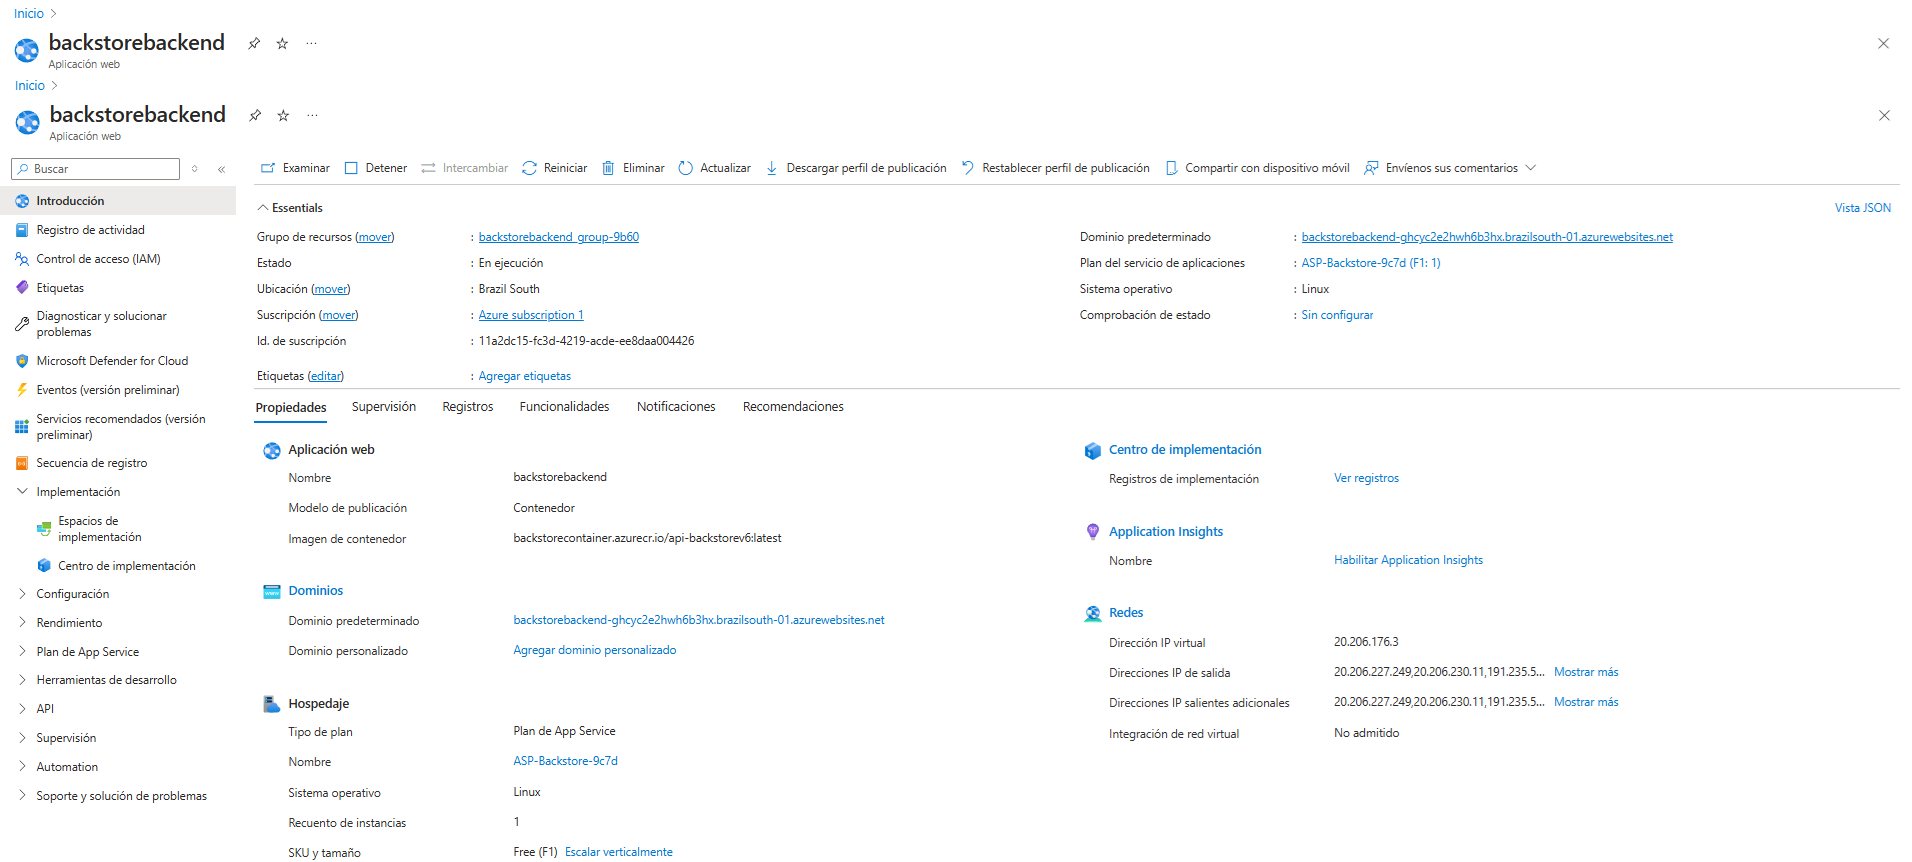 Inicio
backstorebackend
Aplicación web
Inicio
backstorebackend
Aplicación web
Buscar
Examinar Detener Intercambiar Reiniciar Eliminar Actualizar Descargar perfil de publicación Restablecer perfil de publicación Compartir con dispositivo móvil Envíenos sus comentarios
Introducción
Registro de actividad
Control de acceso (IAM)
Etiquetas
Diagnosticar y solucionar
problemas
Microsoft Defender for Cloud
Eventos (versión preliminar)
Servicios recomendados (versión
preliminar)
Secuencia de registro
Implementación
Espacios de
implementación
Centro de implementación
Configuración
Rendimiento
Plan de App Service
Herramientas de desarrollo
API
Supervisión
Automation
Soporte y solución de problemas
Essentials
Vista JSON
Grupo de recursos (mover) : backstorebackend_group-9b60
Estado : En ejecución
Ubicación (mover) : Brazil South
Suscripción (mover) : Azure subscription 1
Id. de suscripción : 11a2dc15-fc3d-4219-acde-ee8daa004426
Etiquetas (editar) : Agregar etiquetas
Dominio predeterminado : backstorebackend-ghcyc2e2hwh6b3hx.brazilsouth-01.azurewebsites.net
Plan del servicio de aplicaciones : ASP-Backstore-9c7d (F1: 1)
Sistema operativo : Linux
Comprobación de estado : Sin configurar
Propiedades Supervisión Registros Funcionalidades Notificaciones Recomendaciones
Aplicación web
Nombre backstorebackend
Modelo de publicación Contenedor
Imagen de contenedor backstorecontainer.azurecr.io/api-backstorev6:latest
Dominios
Dominio predeterminado backstorebackend-ghcyc2e2hwh6b3hx.brazilsouth-01.azurewebsites.net
Dominio personalizado Agregar dominio personalizado
Hospedaje
Tipo de plan Plan de App Service
Nombre ASP-Backstore-9c7d
Sistema operativo Linux
Recuento de instancias 1
SKU y tamaño Free (F1) Escalar verticalmente
Centro de implementación
Registros de implementación Ver registros
Application Insights
Nombre Habilitar Application Insights
Redes
Dirección IP virtual 20.206.176.3
Direcciones IP de salida 20.206.227.249,20.206.230.11,191.235.5... Mostrar más
Direcciones IP salientes adicionales 20.206.227.249,20.206.230.11,191.235.5... Mostrar más
Integración de red virtual No admitido